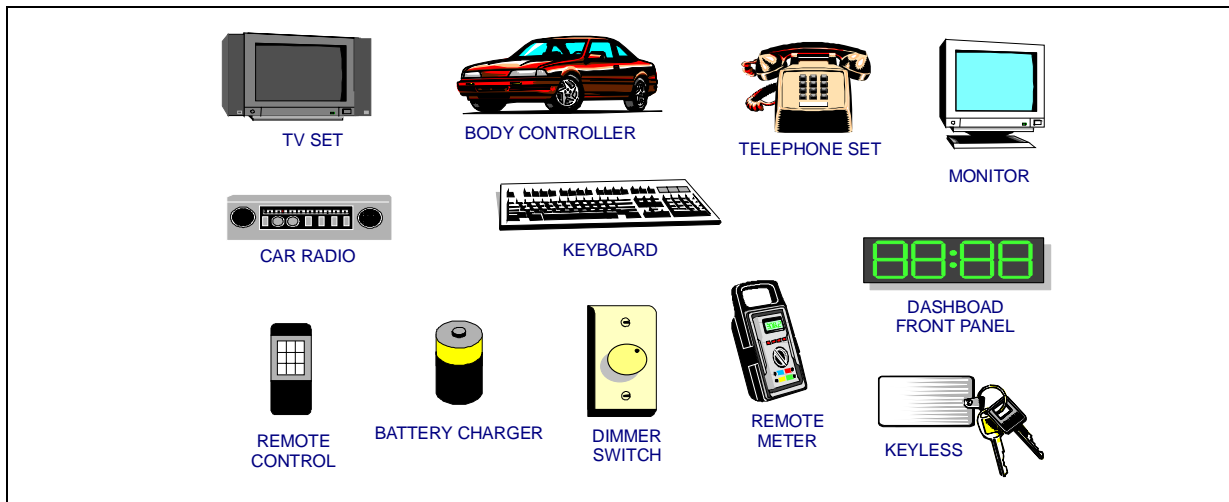 TV SET
BODY CONTROLLER
TELEPHONE SET
MONITOR
CAR RADIO
KEYBOARD
88:88
DASHBOAD
FRONT PANEL
REMOTE
CONTROL
BATTERY CHARGER
DIMMER
SWITCH
REMOTE
METER
KEYLESS